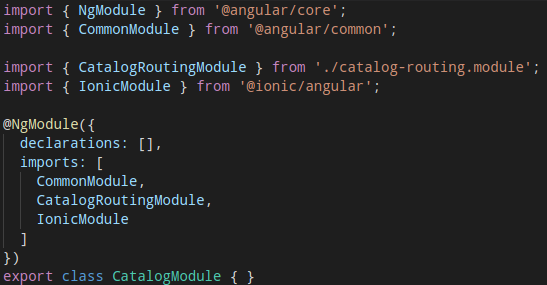 import { NgModule } from '@angular/core';
import { CommonModule } from '@angular/common';
import { CatalogRoutingModule } from './catalog-routing.module';
import { IonicModule } from '@ionic/angular';
@NgModule({
  declarations: [],
  imports: [
    CommonModule,
    CatalogRoutingModule,
    IonicModule
  ]
})
export class CatalogModule { }